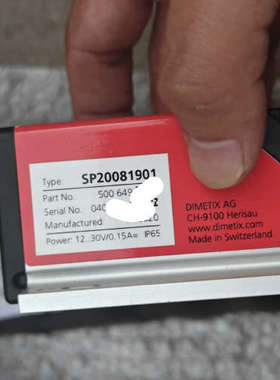 Type: SP20081901
Part No.: 500 649
Serial No. 040
Manufactured
Power: 12..30V/0.15A⎓ IP65
DIMETIX AG
CH-9100 Herisau
www.dimetix.com
Made in Switzerland